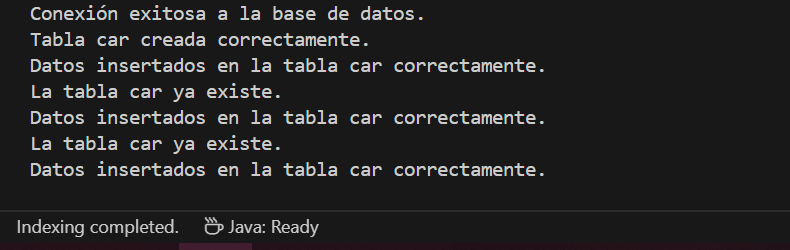 Conexión exitosa a la base de datos.
Tabla car creada correctamente.
Datos insertados en la tabla car correctamente.
La tabla car ya existe.
Datos insertados en la tabla car correctamente.
La tabla car ya existe.
Datos insertados en la tabla car correctamente.
Indexing completed. Java: Ready